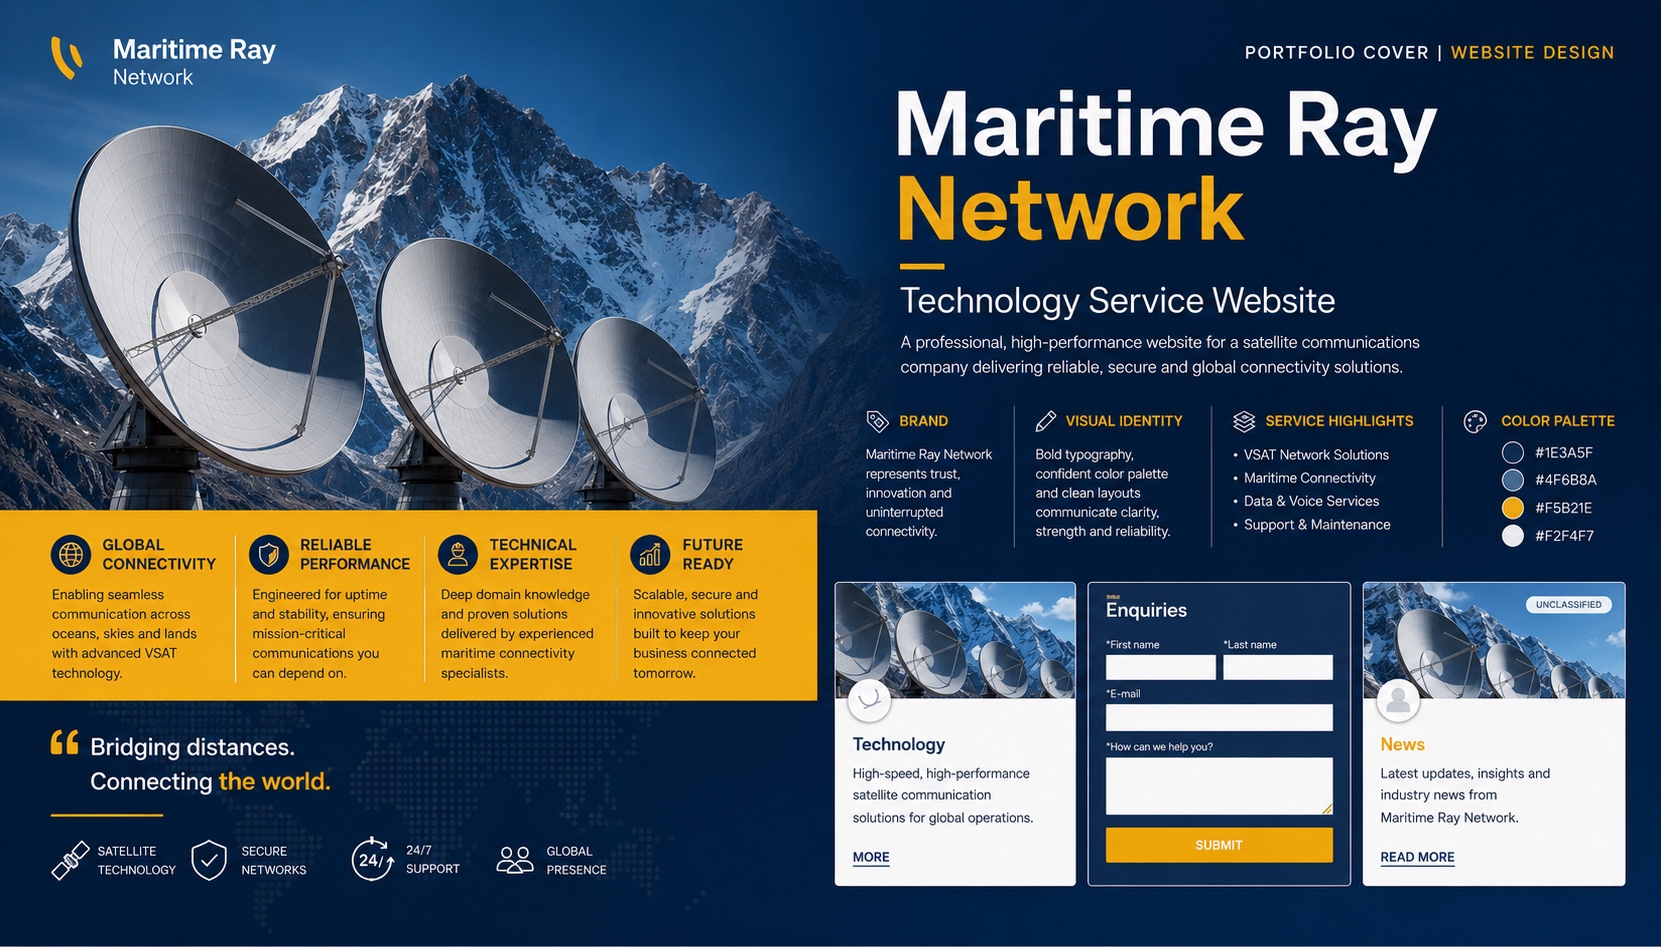 Maritime Ray
Network
PORTFOLIO COVER | WEBSITE DESIGN
Maritime Ray
Network
Technology Service Website
A professional, high-performance website for a satellite communications
company delivering reliable, secure and global connectivity solutions.
BRAND
Maritime Ray Network
represents trust,
innovation and
uninterrupted
connectivity.
VISUAL IDENTITY
Bold typography,
confident color palette
and clean layouts
communicate clarity,
strength and reliability.
SERVICE HIGHLIGHTS
• VSAT Network Solutions
• Maritime Connectivity
• Data & Voice Services
• Support & Maintenance
COLOR PALETTE
#1E3A5F
#4F6B8A
#F5B21E
#F2F4F7
GLOBAL
CONNECTIVITY
Enabling seamless
communication across
oceans, skies and lands
with advanced VSAT
technology.
RELIABLE
PERFORMANCE
Engineered for uptime
and stability, ensuring
mission-critical
communications you
can depend on.
TECHNICAL
EXPERTISE
Deep domain knowledge
and proven solutions
delivered by experienced
maritime connectivity
specialists.
FUTURE
READY
Scalable, secure and
innovative solutions
built to keep your
business connected
tomorrow.
“ Bridging distances.
Connecting the world.
SATELLITE
TECHNOLOGY
SECURE
NETWORKS
24/7
24/7
SUPPORT
GLOBAL
PRESENCE
Technology
High-speed, high-performance
satellite communication
solutions for global operations.
MORE
Enquiries
*First name
*Last name
*E-mail
*How can we help you?
SUBMIT
UNCLASSIFIED
News
Latest updates, insights and
industry news from
Maritime Ray Network.
READ MORE